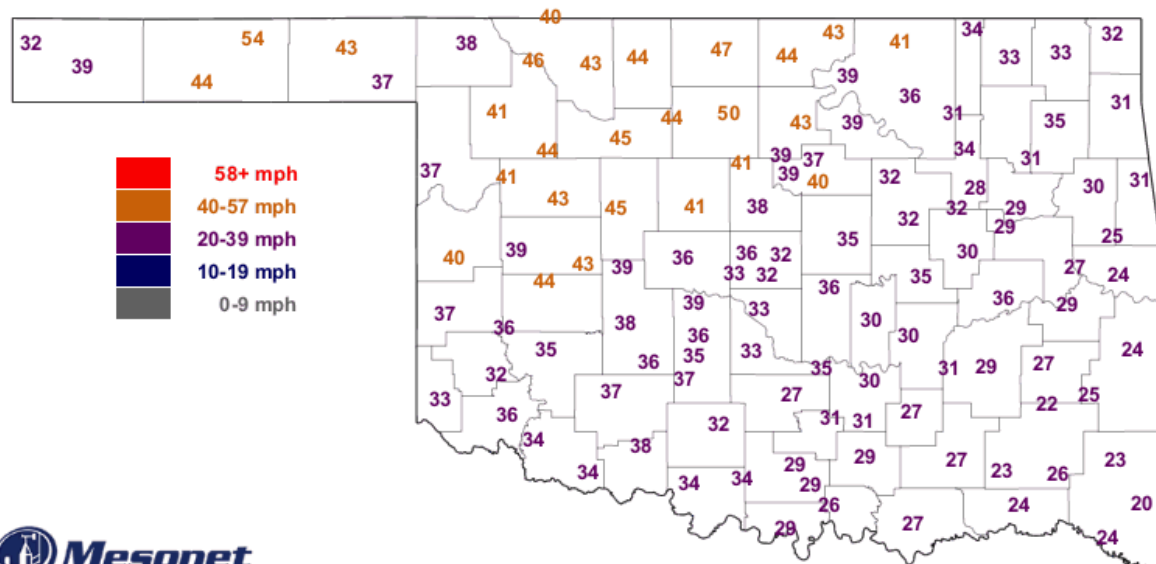 40
32 54 43 38 43 41 34 32
39 44 37 46 43 44 47 44 39 33 33
41 44 50 43 39 36 31 35 31
44 45 41 39 37 34 31
37 41 39 40 32 28 30 31
58+ mph
40-57 mph
20-39 mph
10-19 mph
0-9 mph
43 45 41 38 32 32 29
40 39 43 36 36 32 35 30 29 25
44 39 33 32 36 35 36 27 24
37 36 38 39 33 30 30 29
35 36 36 35 33 35 31 29 27 24
33 32 37 37 27 30 27 22 25
36 32 31 31
34 38 29 29 27 23 26 23
34 34 34 29 26 24 20
29 27 24
Mesonet